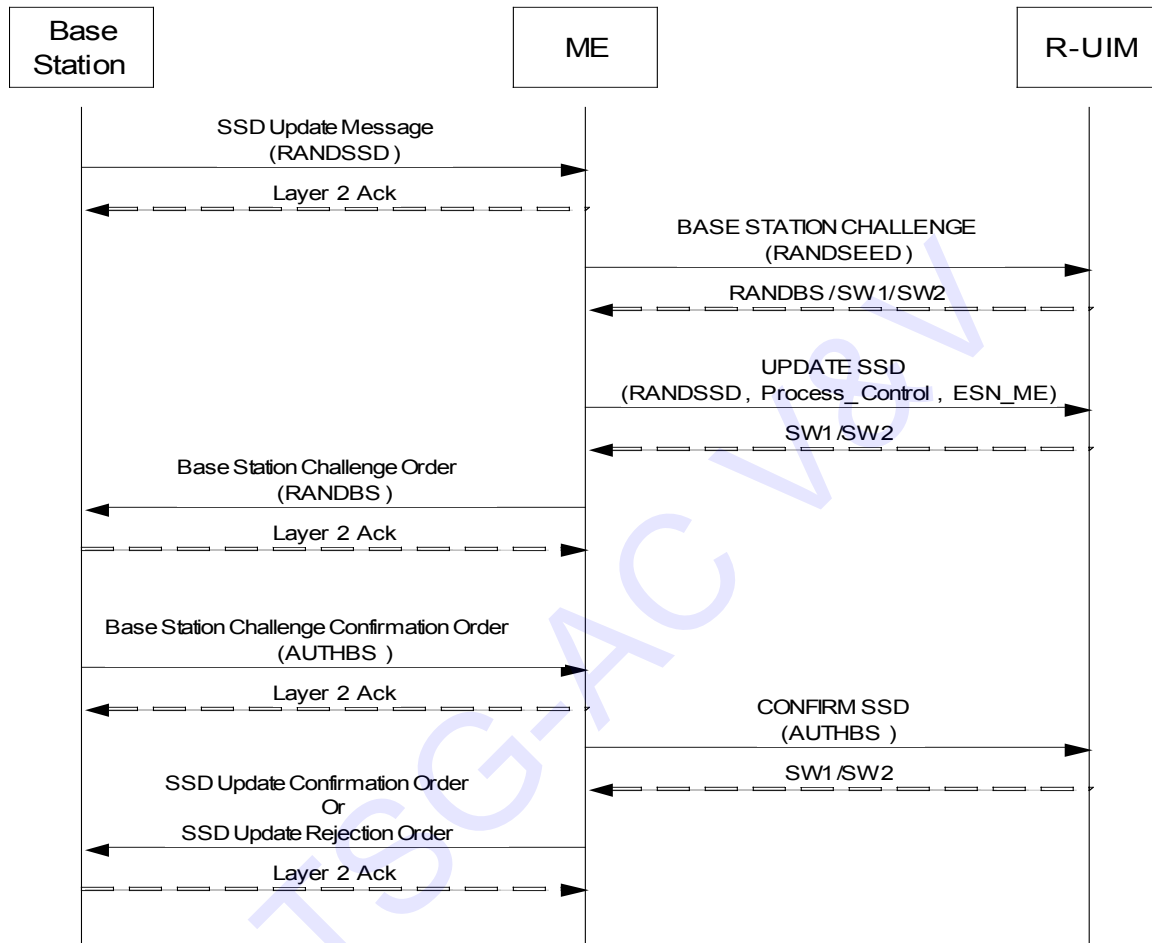 Base
Station
ME
R-UIM
SSD Update Message
(RANDSSD)
Layer 2 Ack
BASE STATION CHALLENGE
(RANDSEED)
RANDBS/SW1/SW2
UPDATE SSD
(RANDSSD, Process_Control, ESN_ME)
SW1/SW2
Base Station Challenge Order
(RANDBS)
Layer 2 Ack
Base Station Challenge Confirmation Order
(AUTHBS)
Layer 2 Ack
CONFIRM SSD
(AUTHBS)
SW1/SW2
SSD Update Confirmation Order
Or
SSD Update Rejection Order
Layer 2 Ack
TSG-AC V&V